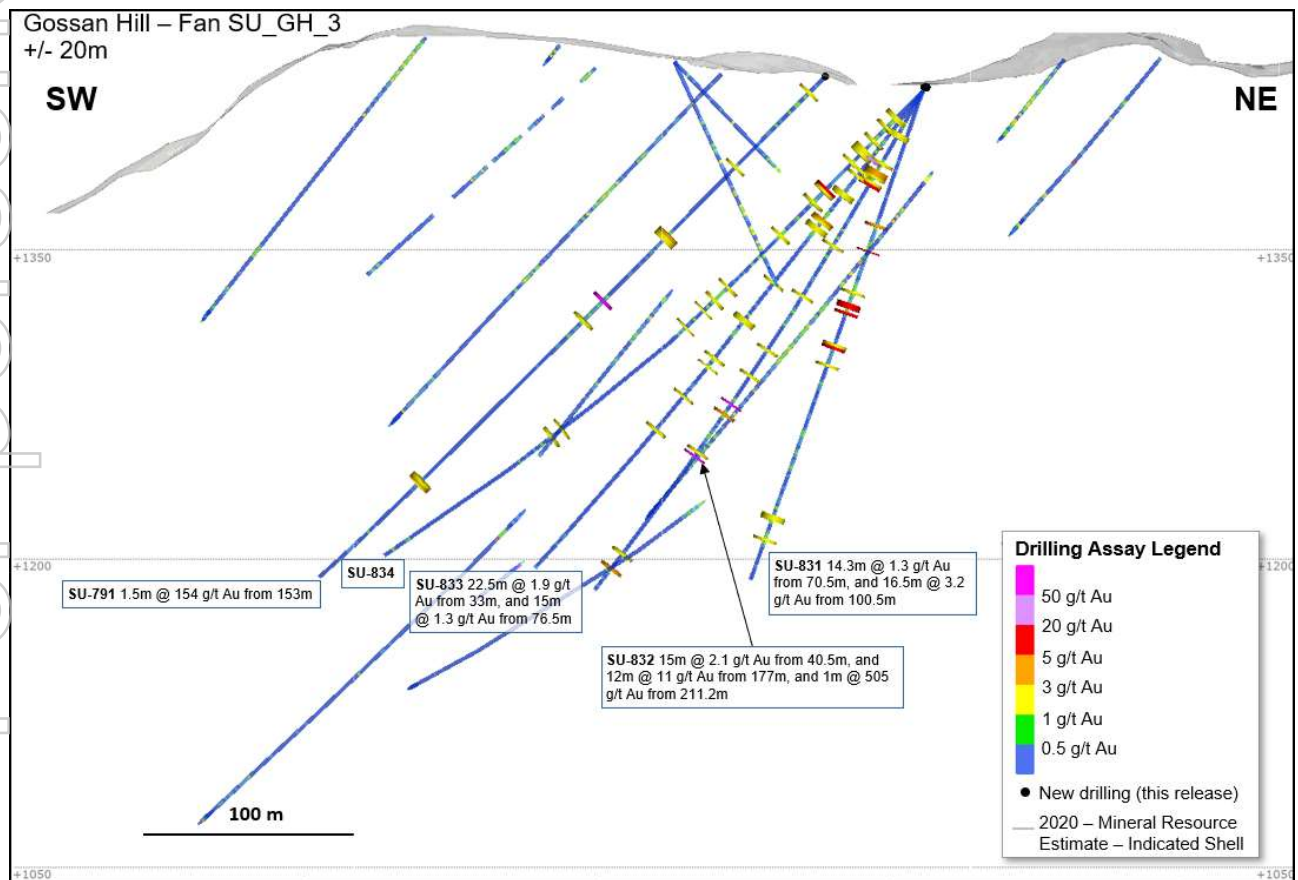 Gossan Hill – Fan SU_GH_3
+/- 20m
SW
NE
+1350
+1350
+1200
+1200
SU-791 1.5m @ 154 g/t Au from 153m
SU-834
SU-833 22.5m @ 1.9 g/t
Au from 33m, and 15m
@ 1.3 g/t Au from 76.5m
SU-831 14.3m @ 1.3 g/t Au
from 70.5m, and 16.5m @ 3.2
g/t Au from 100.5m
SU-832 15m @ 2.1 g/t Au from 40.5m, and
12m @ 11 g/t Au from 177m, and 1m @ 505
g/t Au from 211.2m
Drilling Assay Legend
50 g/t Au
20 g/t Au
5 g/t Au
3 g/t Au
1 g/t Au
0.5 g/t Au
New drilling (this release)
2020 – Mineral Resource
Estimate – Indicated Shell
100 m
+1050
+1050